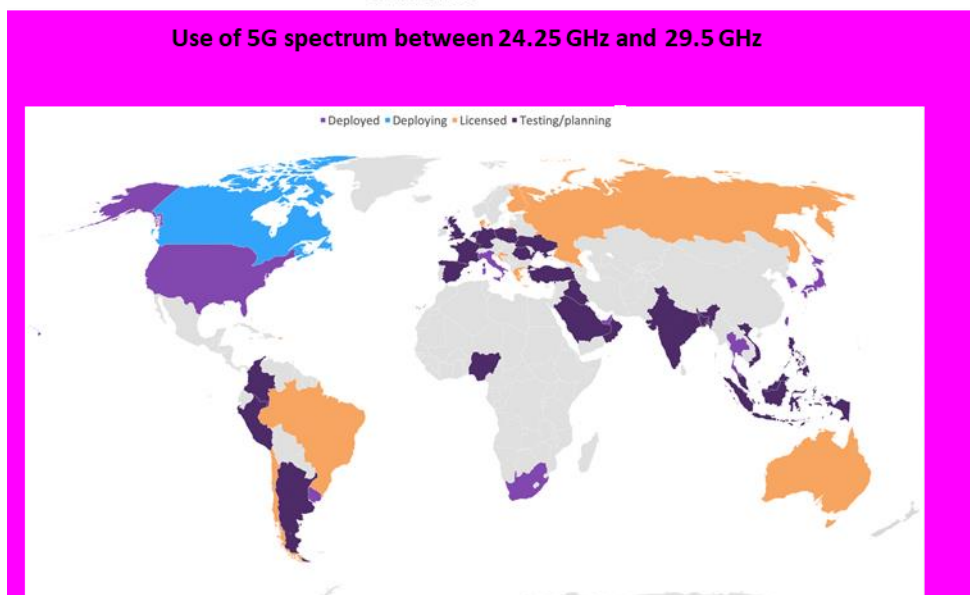 Use of 5G spectrum between 24.25 GHz and 29.5 GHz
Deployed Deploying Licensed Testing/planning